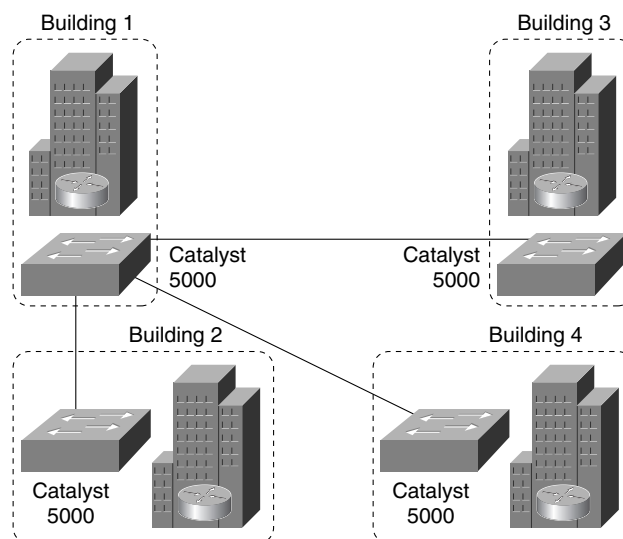 Building 1
Building 3
Catalyst
5000
Catalyst
5000
Building 2
Building 4
Catalyst
5000
Catalyst
5000